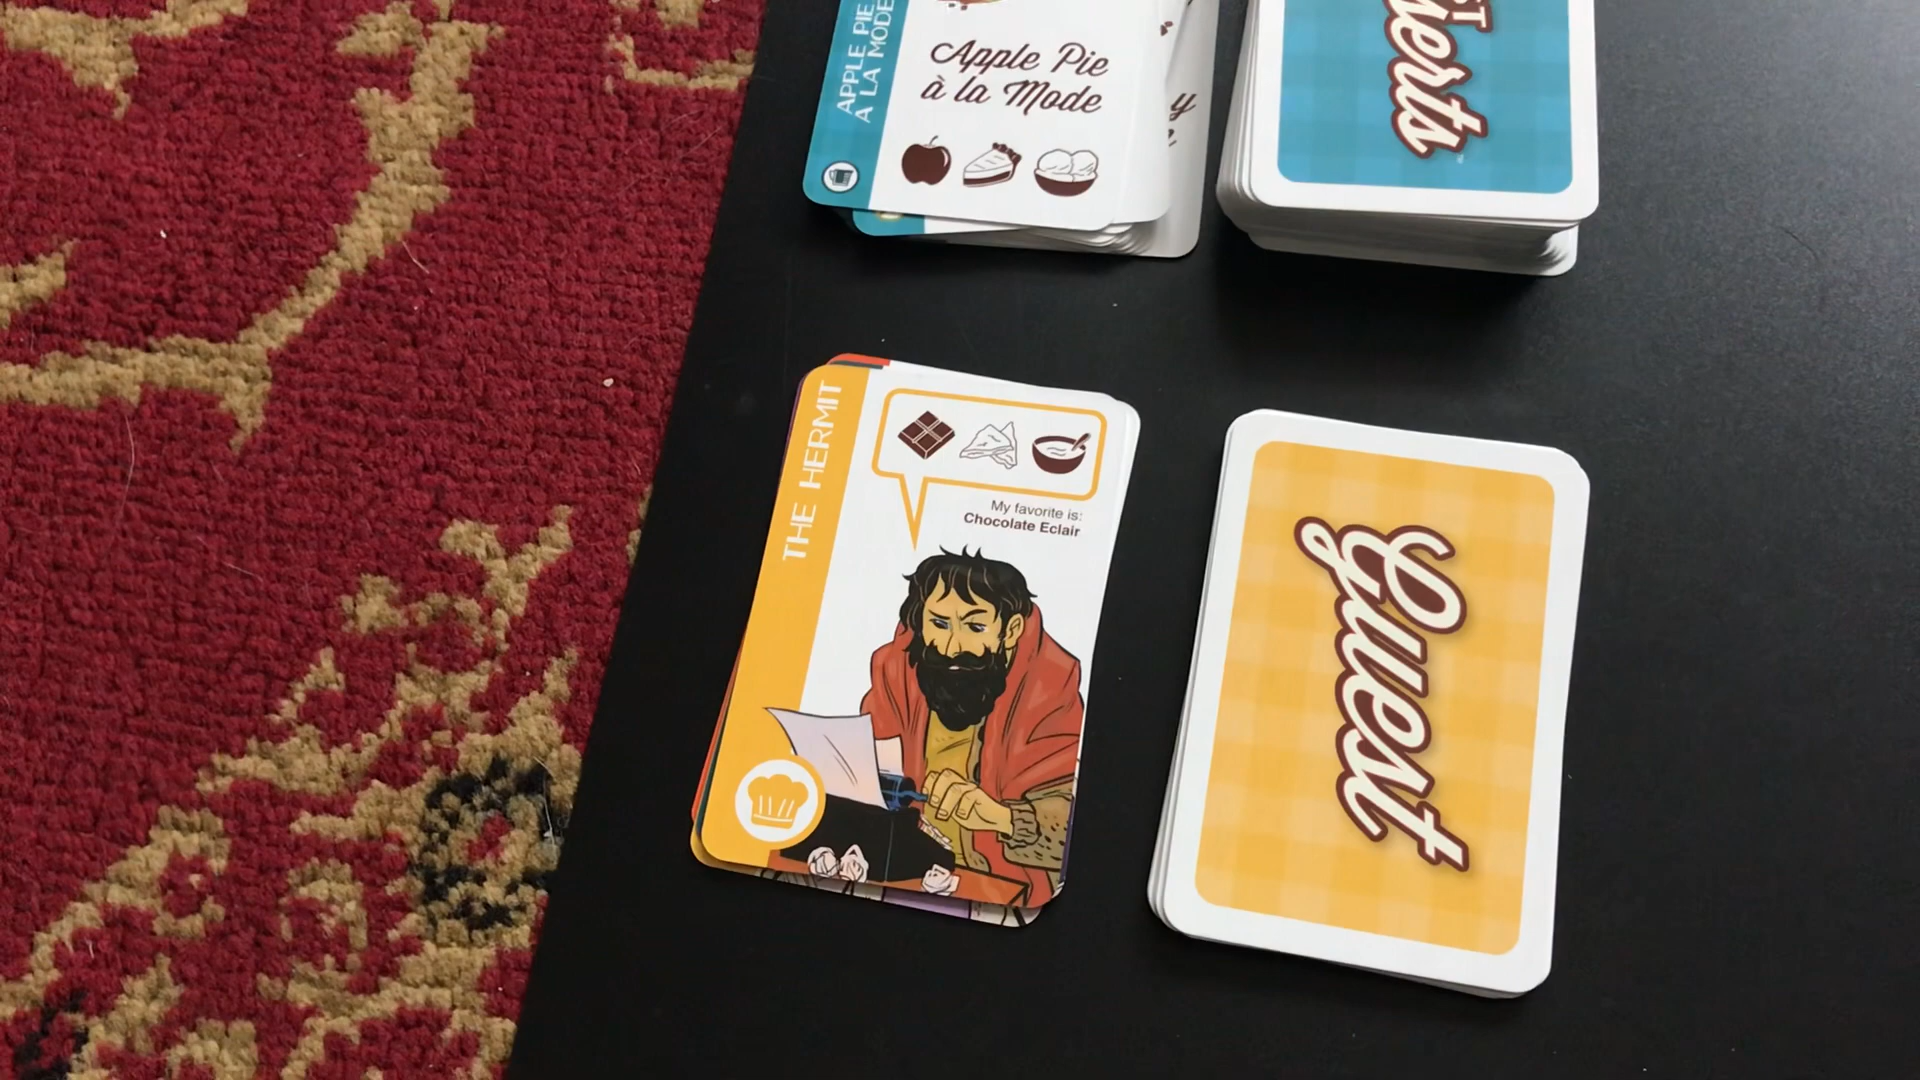 APPLE PIE
A LA MODE
Apple Pie
à la Mode
y
THE HERMIT
My favorite is:
Chocolate Eclair
Guest